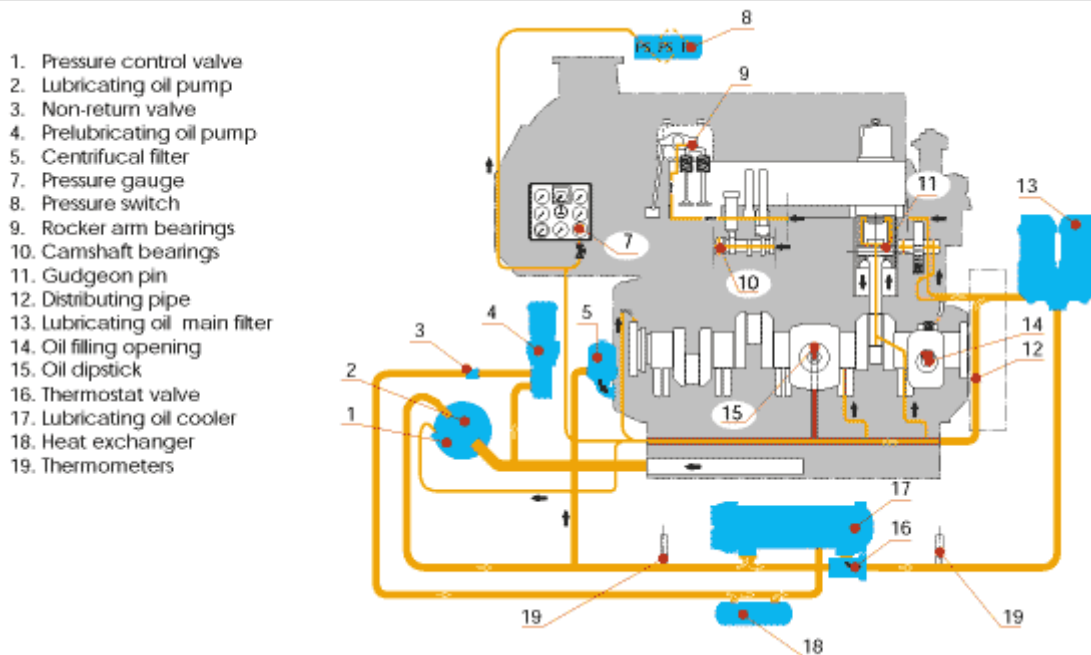 1. Pressure control valve
2. Lubricating oil pump
3. Non-return valve
4. Prelubricating oil pump
5. Centrifucal filter
7. Pressure gauge
8. Pressure switch
9. Rocker arm bearings
10. Camshaft bearings
11. Gudgeon pin
12. Distributing pipe
13. Lubricating oil main filter
14. Oil filling opening
15. Oil dipstick
16. Thermostat valve
17. Lubricating oil cooler
18. Heat exchanger
19. Thermometers
8
PS PS
9
11
13
7
10
5
4
3
14
12
2
15
1
17
16
19
19
18